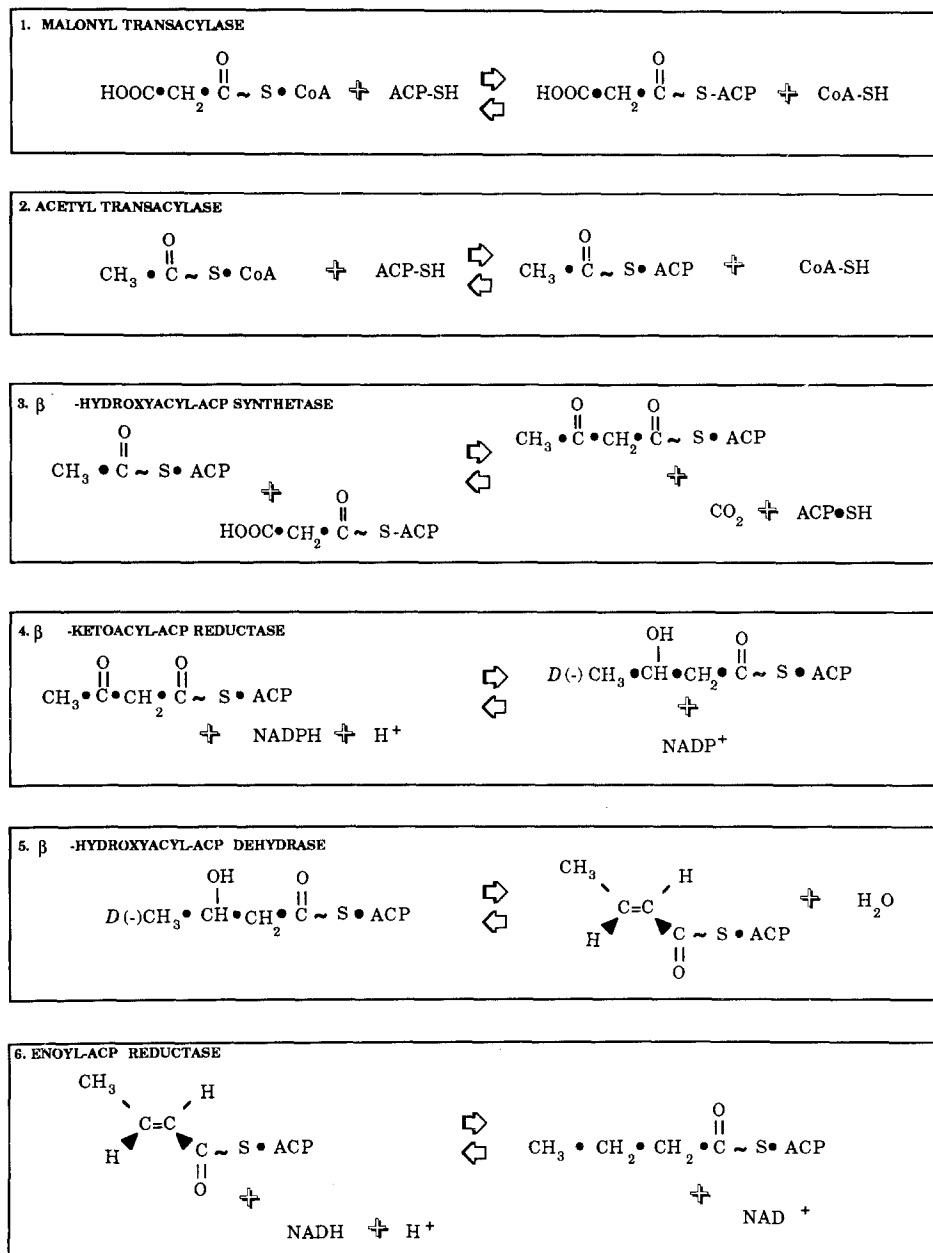 1. MALONYL TRANSACYLASE
O
HOOC•CH2•C ~ S•CoA + ACP-SH ⇨ ⇦ HOOC•CH2•C ~ S-ACP + CoA-SH
O
2. ACETYL TRANSACYLASE
O
CH3•C ~ S•CoA + ACP-SH ⇨ ⇦ CH3•C ~ S•ACP + CoA-SH
O
3. β -HYDROXYACYL-ACP SYNTHETASE
O
CH3•C ~ S•ACP
+
O
HOOC•CH2•C ~ S-ACP
⇨ ⇦
O O
CH3•C•CH2•C ~ S•ACP
+
CO2 + ACP•SH
4. β -KETOACYL-ACP REDUCTASE
O O
CH3•C•CH2•C ~ S•ACP
+ NADPH + H+
⇨ ⇦
OH O
D(-)CH3•CH•CH2•C ~ S•ACP
+
NADP+
5. β -HYDROXYACYL-ACP DEHYDRASE
OH O
D(-)CH3•CH•CH2•C ~ S•ACP
⇨ ⇦
CH3 H
C=C
H C ~ S•ACP
O
+ H2O
6. ENOYL-ACP REDUCTASE
CH3 H
C=C
H C ~ S•ACP
O
+
NADH + H+
⇨ ⇦
O
CH3•CH2•CH2•C ~ S•ACP
+
NAD+